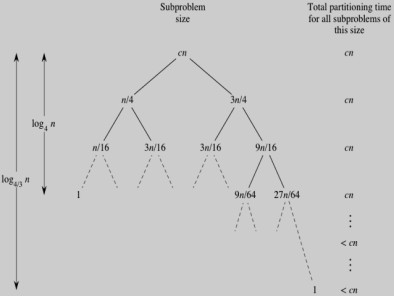 Subproblem
size
Total partitioning time
for all subproblems of
this size
cn
cn
n/4
3n/4
cn
log₄ n
n/16
3n/16
3n/16
9n/16
cn
log₄/₃ n
1
9n/64
27n/64
cn
⋮
< cn
⋮
1
< cn